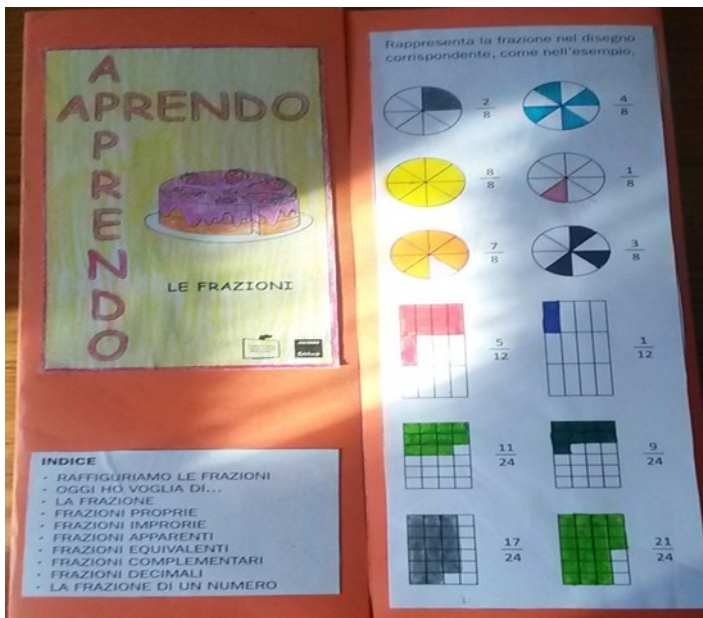 A
APRENDO
P
R
E
N
D
O
LE FRAZIONI
INDICE
- RAFFIGURIAMO LE FRAZIONI
- OGGI HO VOGLIA DI...
- LA FRAZIONE
- FRAZIONI PROPRIE
- FRAZIONI IMPRORIE
- FRAZIONI APPARENTI
- FRAZIONI EQUIVALENTI
- FRAZIONI COMPLEMENTARI
- FRAZIONI DECIMALI
- LA FRAZIONE DI UN NUMERO
Rappresenta la frazione nel disegno
corrispondente, come nell'esempio.
2/8 4/8
8/8 1/8
7/8 3/8
5/12 1/12
11/24 9/24
17/24 21/24